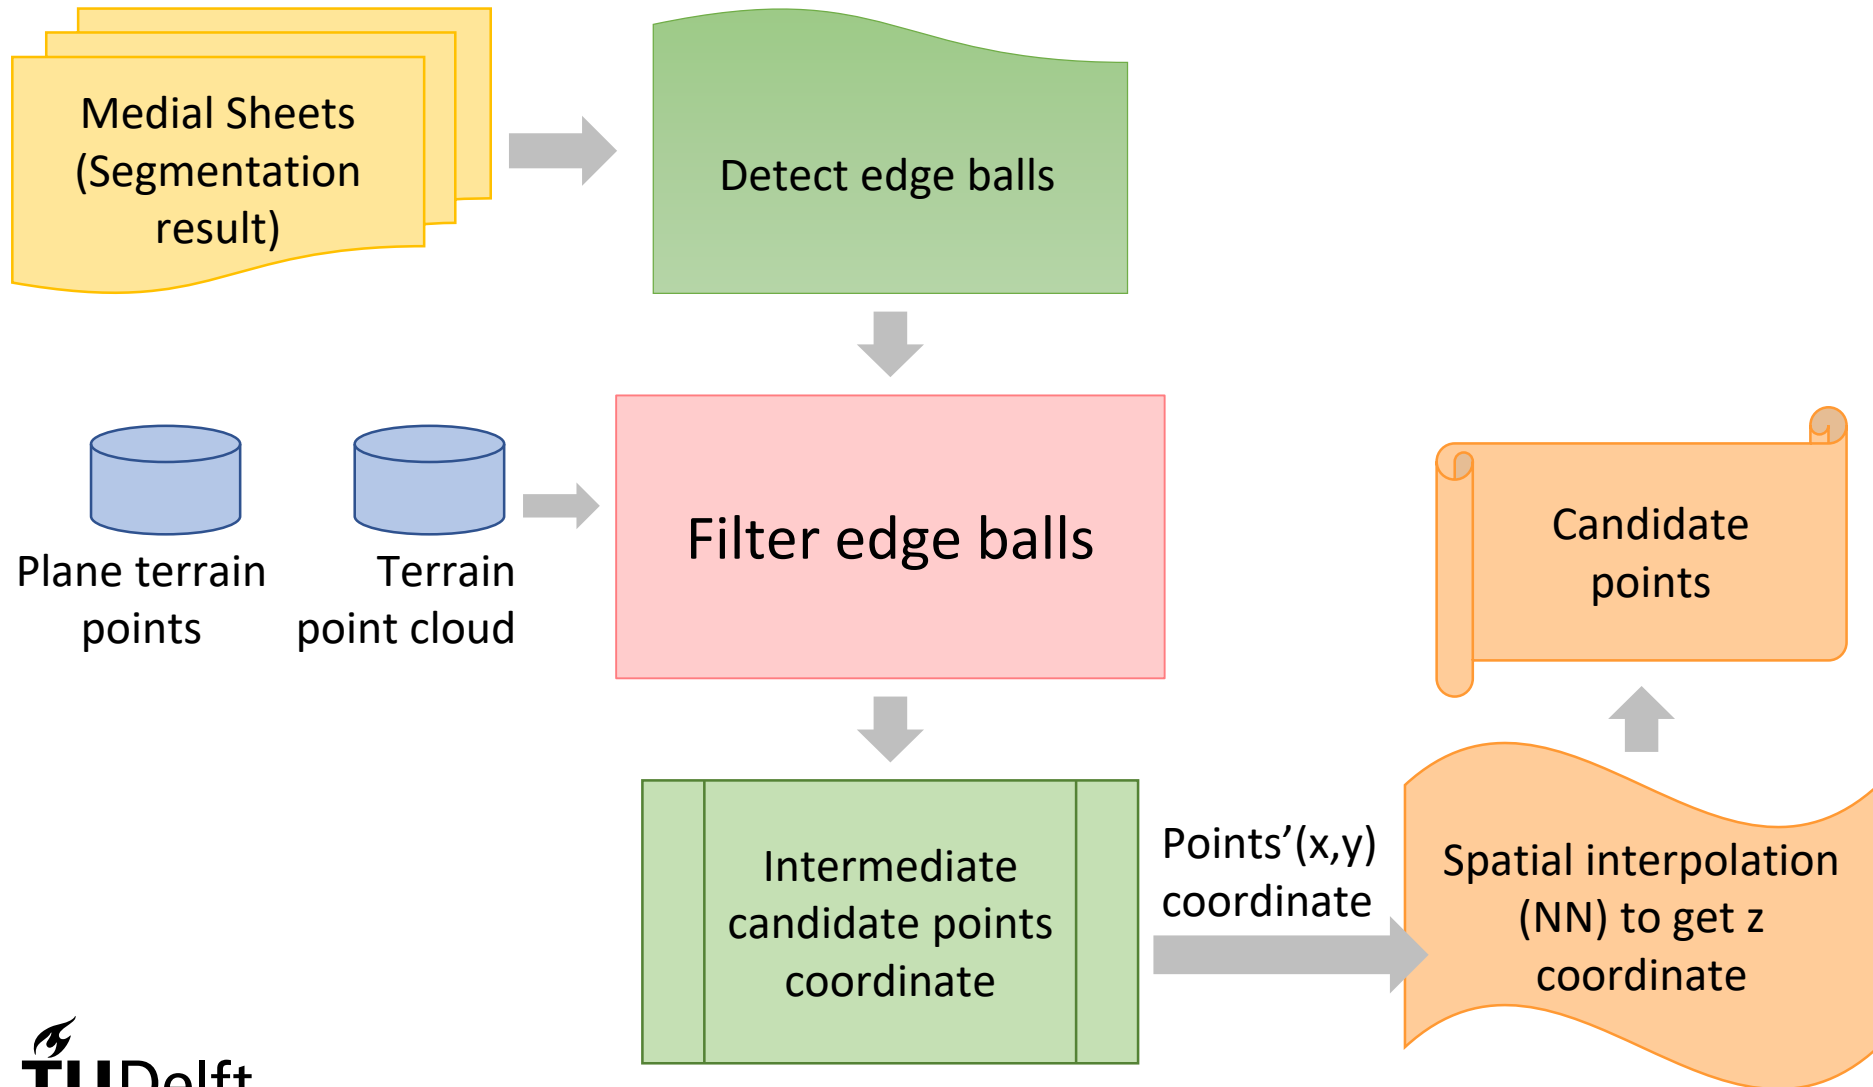 Medial Sheets
(Segmentation
result)
Detect edge balls
Plane terrain
points
Terrain
point cloud
Filter edge balls
Candidate
points
Intermediate
candidate points
coordinate
Points’(x,y)
coordinate
Spatial interpolation
(NN) to get z
coordinate
TUDelft